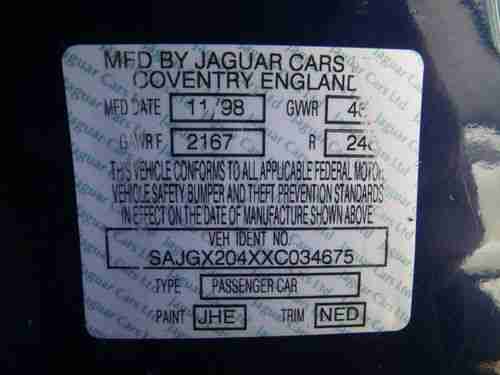 MFD BY JAGUAR CARS
COVENTRY ENGLAND
MFD DATE 11/98 GVWR
GAWR F 2167 R
THIS VEHICLE CONFORMS TO ALL APPLICABLE FEDERAL MOTOR
VEHICLE SAFETY BUMPER AND THEFT PREVENTION STANDARDS
IN EFFECT ON THE DATE OF MANUFACTURE SHOWN ABOVE
VEH IDENT NO.
SAJGX204XXC034675
TYPE PASSENGER CAR
PAINT JHE TRIM NED